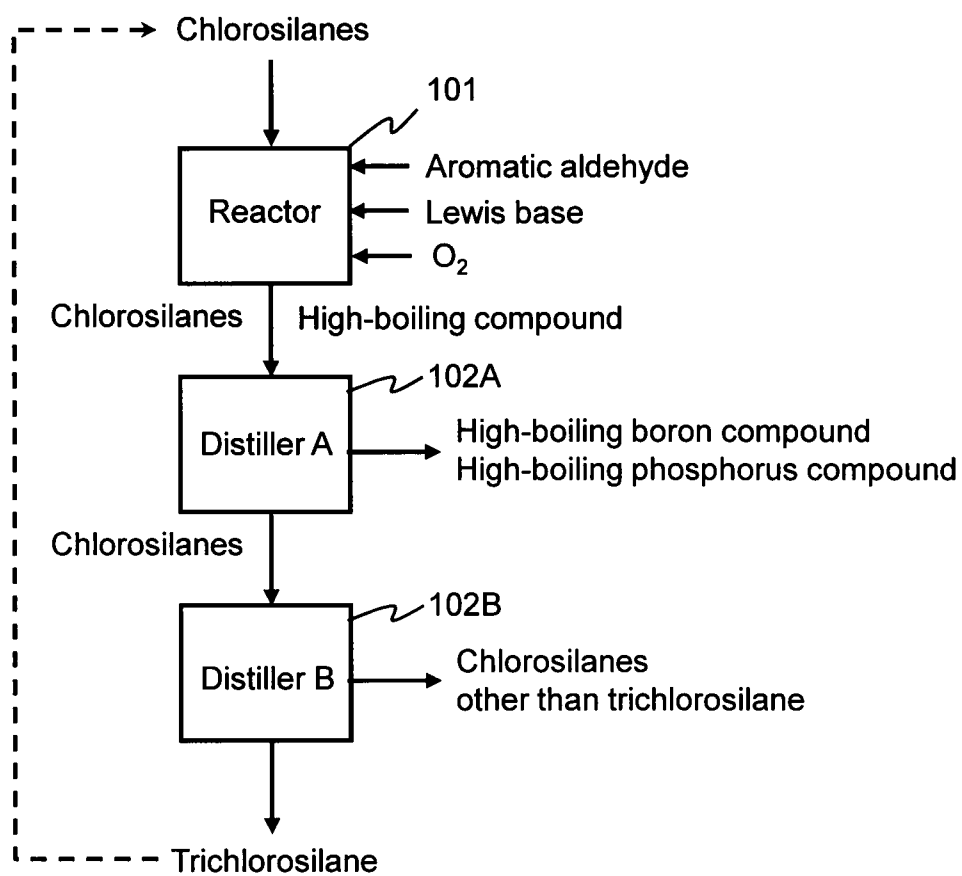 Chlorosilanes
101
Reactor
Aromatic aldehyde
Lewis base
O₂
Chlorosilanes
High-boiling compound
102A
Distiller A
High-boiling boron compound
High-boiling phosphorus compound
Chlorosilanes
102B
Distiller B
Chlorosilanes
other than trichlorosilane
Trichlorosilane